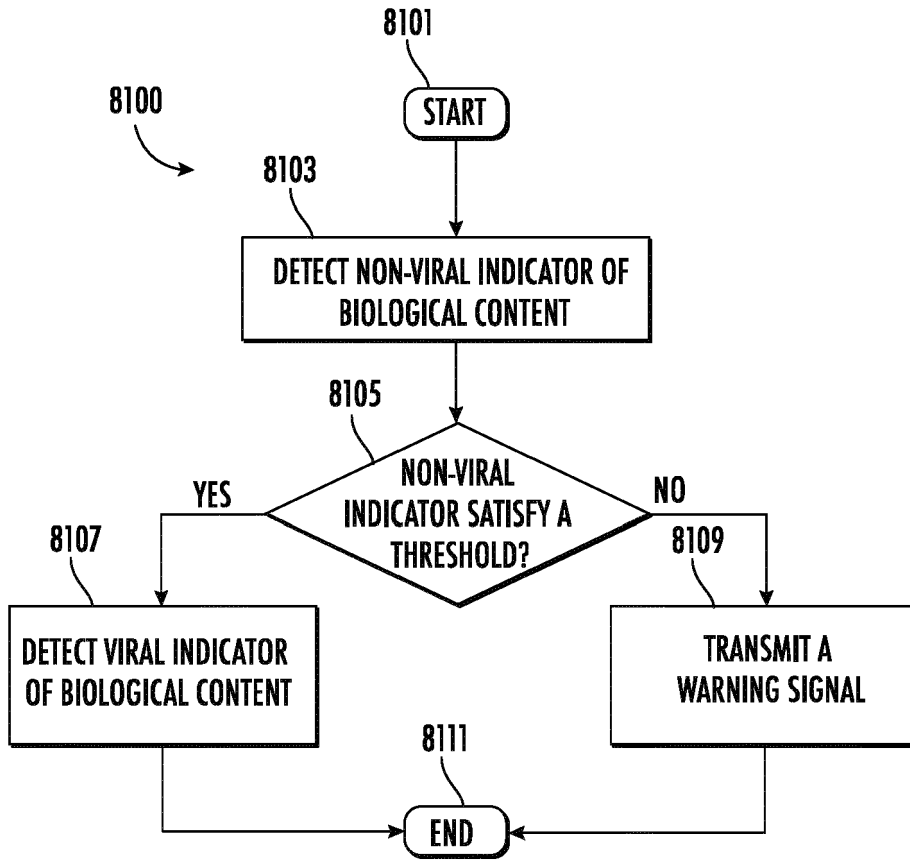 8101
START
8100
8103
DETECT NON-VIRAL INDICATOR OF
BIOLOGICAL CONTENT
8105
NON-VIRAL
INDICATOR SATISFY A
THRESHOLD?
YES
NO
8107
DETECT VIRAL INDICATOR
OF BIOLOGICAL CONTENT
8109
TRANSMIT A
WARNING SIGNAL
8111
END